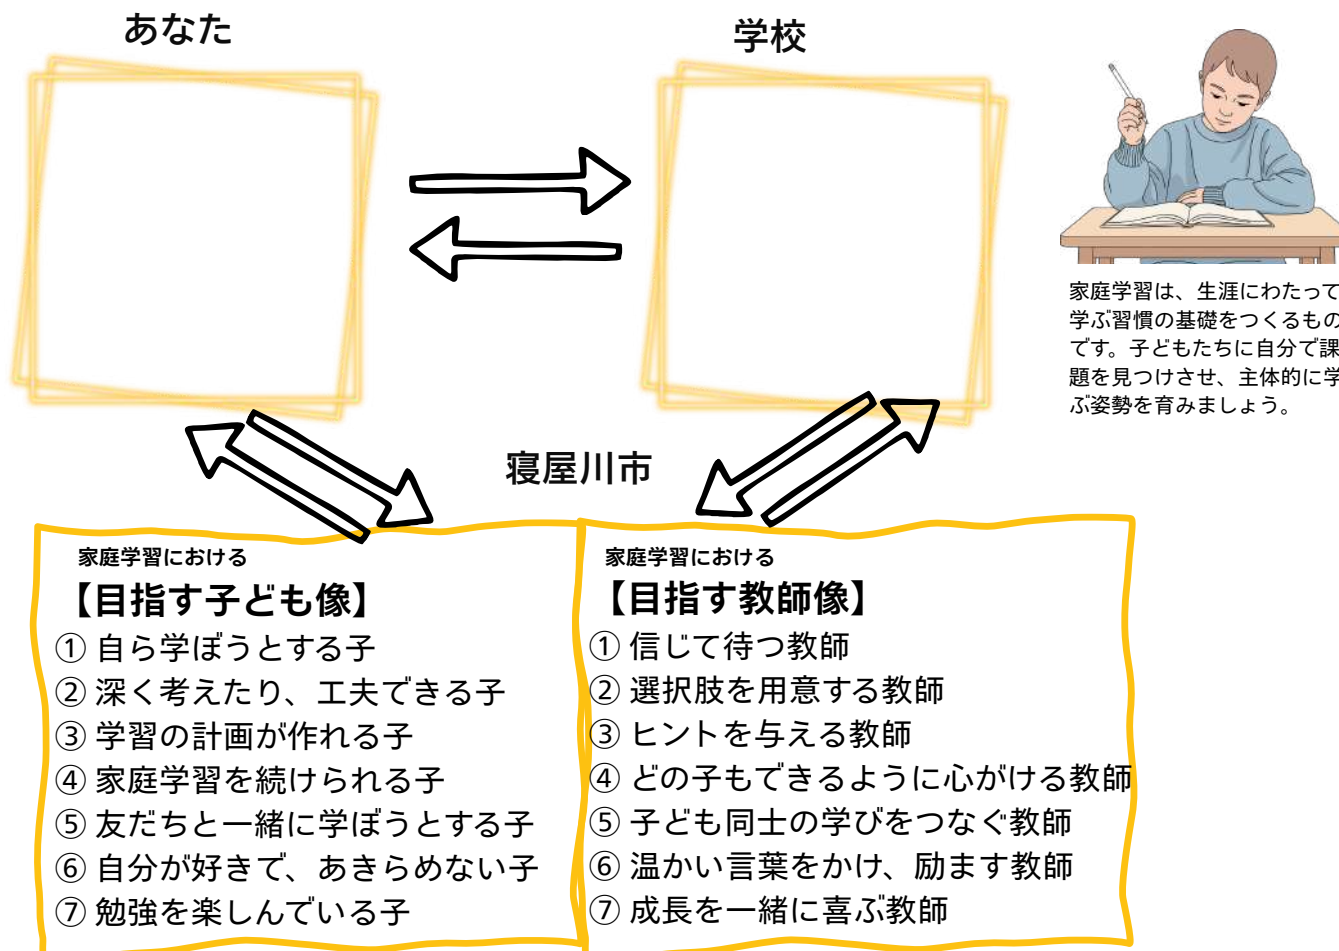 あなた
学校
家庭学習は、生涯にわたって
学ぶ習慣の基礎をつくるもの
です。子どもたちに自分で課
題を見つけさせ、主体的に学
ぶ姿勢を育みましょう。
寝屋川市
家庭学習における
【目指す子ども像】
① 自ら学ぼうとする子
② 深く考えたり、工夫できる子
③ 学習の計画が作れる子
④ 家庭学習を続けられる子
⑤ 友だちと一緒に学ぼうとする子
⑥ 自分が好きで、あきらめない子
⑦ 勉強を楽しんでいる子
家庭学習における
【目指す教師像】
① 信じて待つ教師
② 選択肢を用意する教師
③ ヒントを与える教師
④ どの子もできるように心がける教師
⑤ 子ども同士の学びをつなぐ教師
⑥ 温かい言葉をかけ、励ます教師
⑦ 成長を一緒に喜ぶ教師